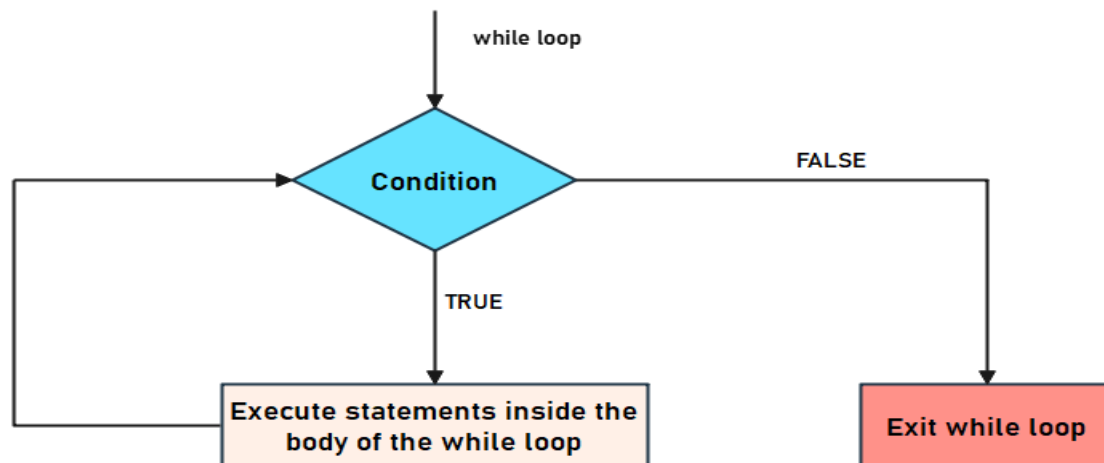 while loop
Condition
FALSE
TRUE
Execute statements inside the
body of the while loop
Exit while loop